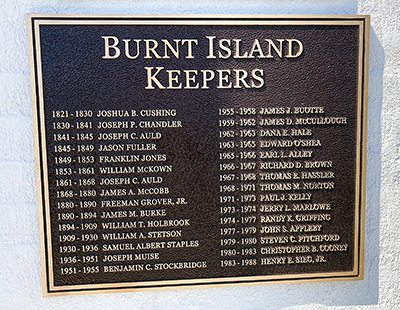 BURNT ISLAND
KEEPERS
1821 - 1830 JOSHUA B. CUSHING
1830 - 1841 JOSEPH P. CHANDLER
1841 - 1845 JOSEPH C. AULD
1845 - 1849 JASON FULLER
1849 - 1853 FRANKLIN JONES
1853 - 1861 WILLIAM MCKOWN
1861 - 1868 JOSEPH C. AULD
1868 - 1880 JAMES A. MCCOBB
1880 - 1890 FREEMAN GROVER, JR.
1890 - 1894 JAMES M. BURKE
1894 - 1909 WILLIAM T. HOLBROOK
1909 - 1930 WILLIAM A. STETSON
1930 - 1936 SAMUEL ALBERT STAPLES
1936 - 1951 JOSEPH MUISE
1951 - 1955 BENJAMIN C. STOCKBRIDGE
1955 - 1958 JAMES J. BUOTTE
1959 - 1962 JAMES D. MCCULLOUGH
1962 - 1963 DANA E. HALE
1963 - 1965 EDWARD O'SHEA
1965 - 1966 EARL L. ALLEY
1966 - 1967 RICHARD D. BROWN
1967 - 1968 THOMAS E. HASSLER
1968 - 1971 THOMAS M. NORTON
1971 - 1973 PAUL J. KELLY
1973 - 1974 JERRY L. MARLOWE
1974 - 1977 RANDY K. GRIFFING
1977 - 1979 JOHN S. APPLEBY
1979 - 1980 STEVEN C. PITCHFORD
1980 - 1983 CHRISTOPHER B. COONEY
1983 - 1988 HENRY E. SIEG, JR.